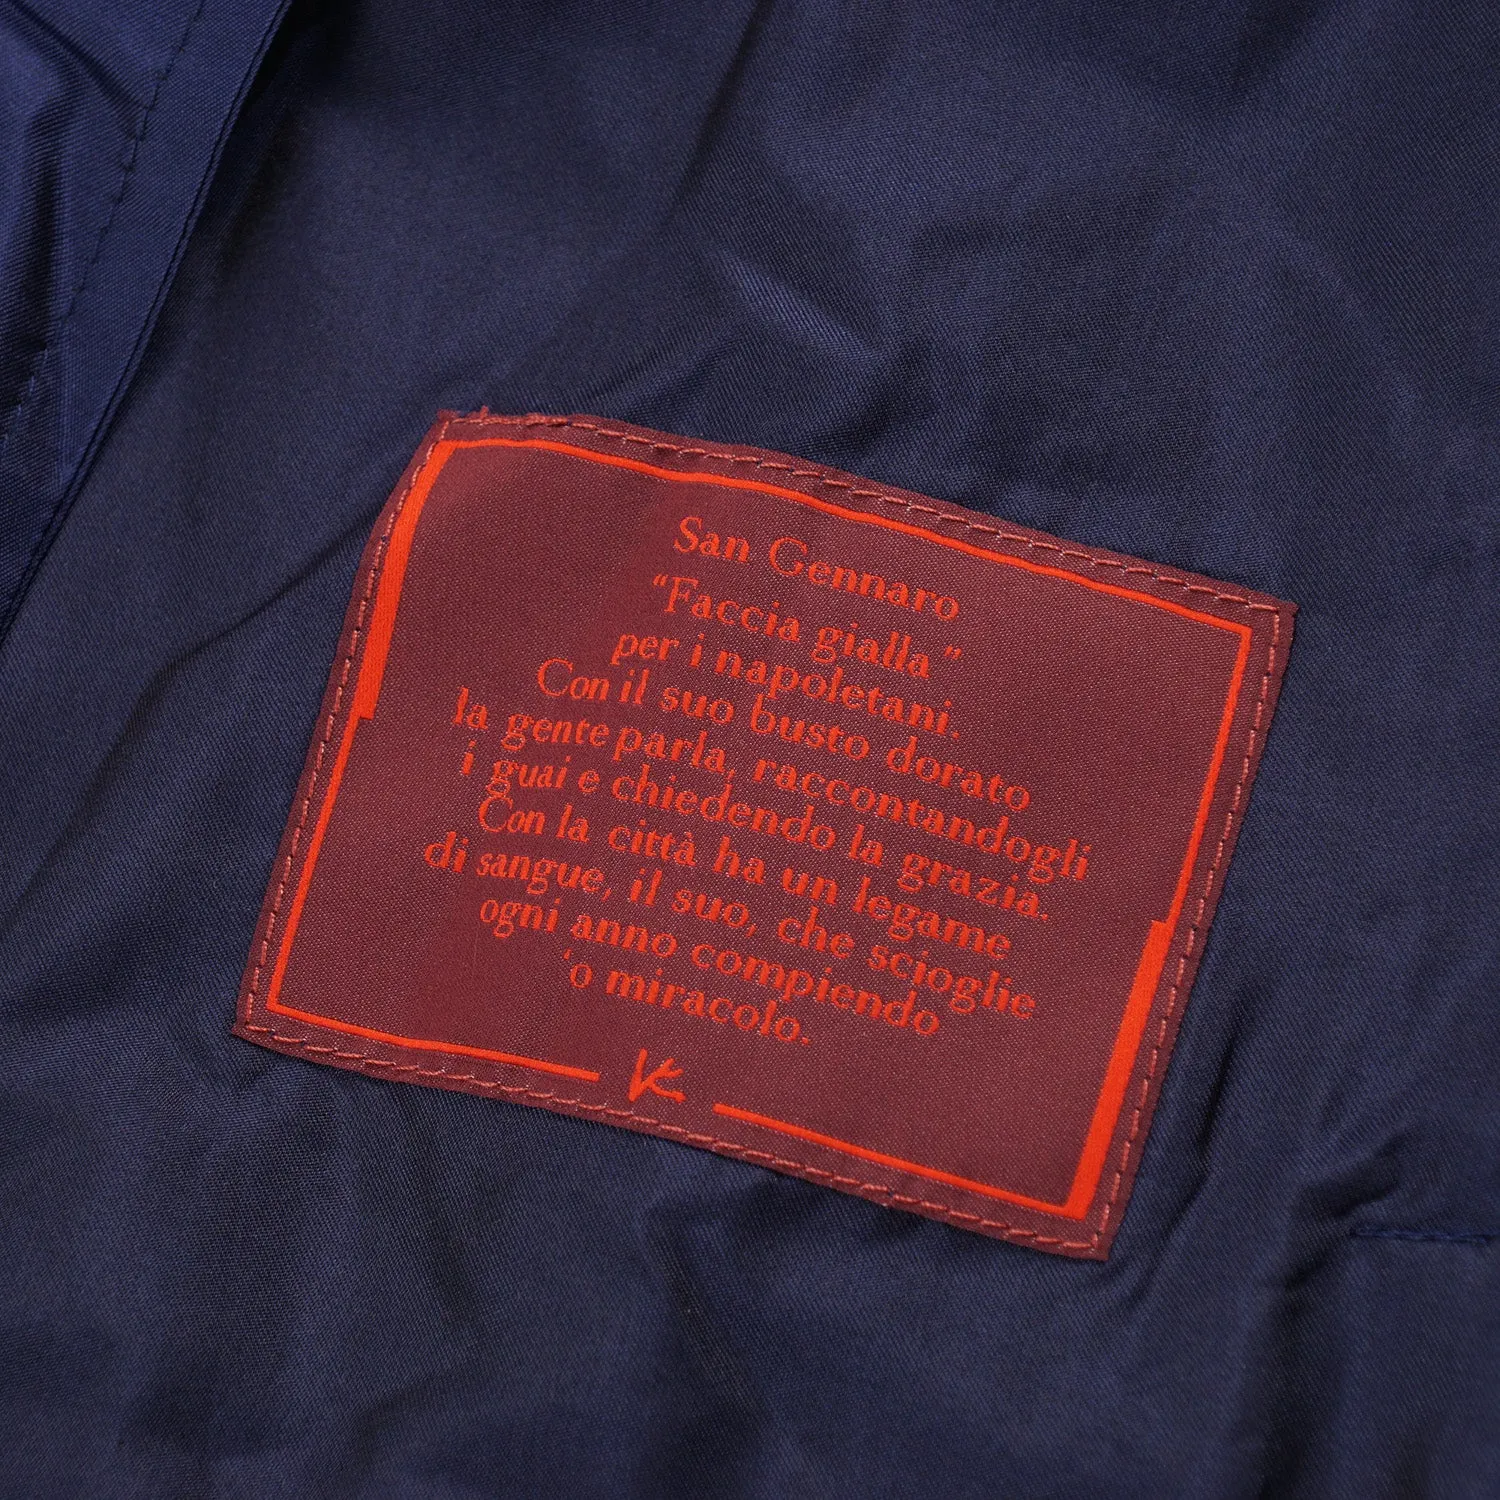 San Gennaro
“Faccia gialla”
per i napoletani.
Con il suo busto dorato
la gente parla, raccontandogli
i guai e chiedendo la grazia.
Con la città ha un legame
di sangue, il suo, che scioglie
ogni anno compiendo
'o miracolo.